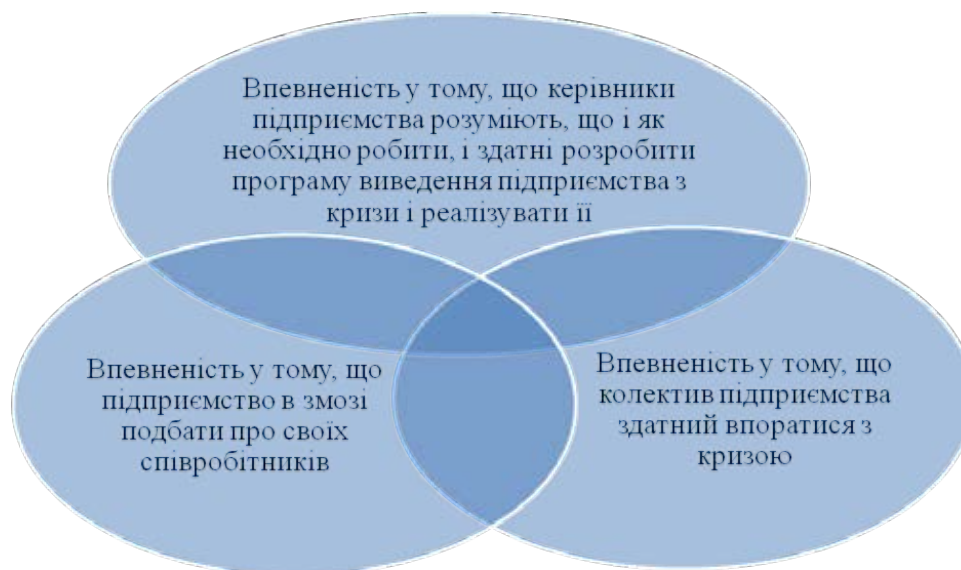 Впевненість у тому, що керівники
підприємства розуміють, що і як
необхідно робити, і здатні розробити
програму виведення підприємства з
кризи і реалізувати її
Впевненість у тому, що
підприємство в змозі
подбати про своїх
співробітників
Впевненість у тому, що
колектив підприємства
здатний впоратися з
кризою